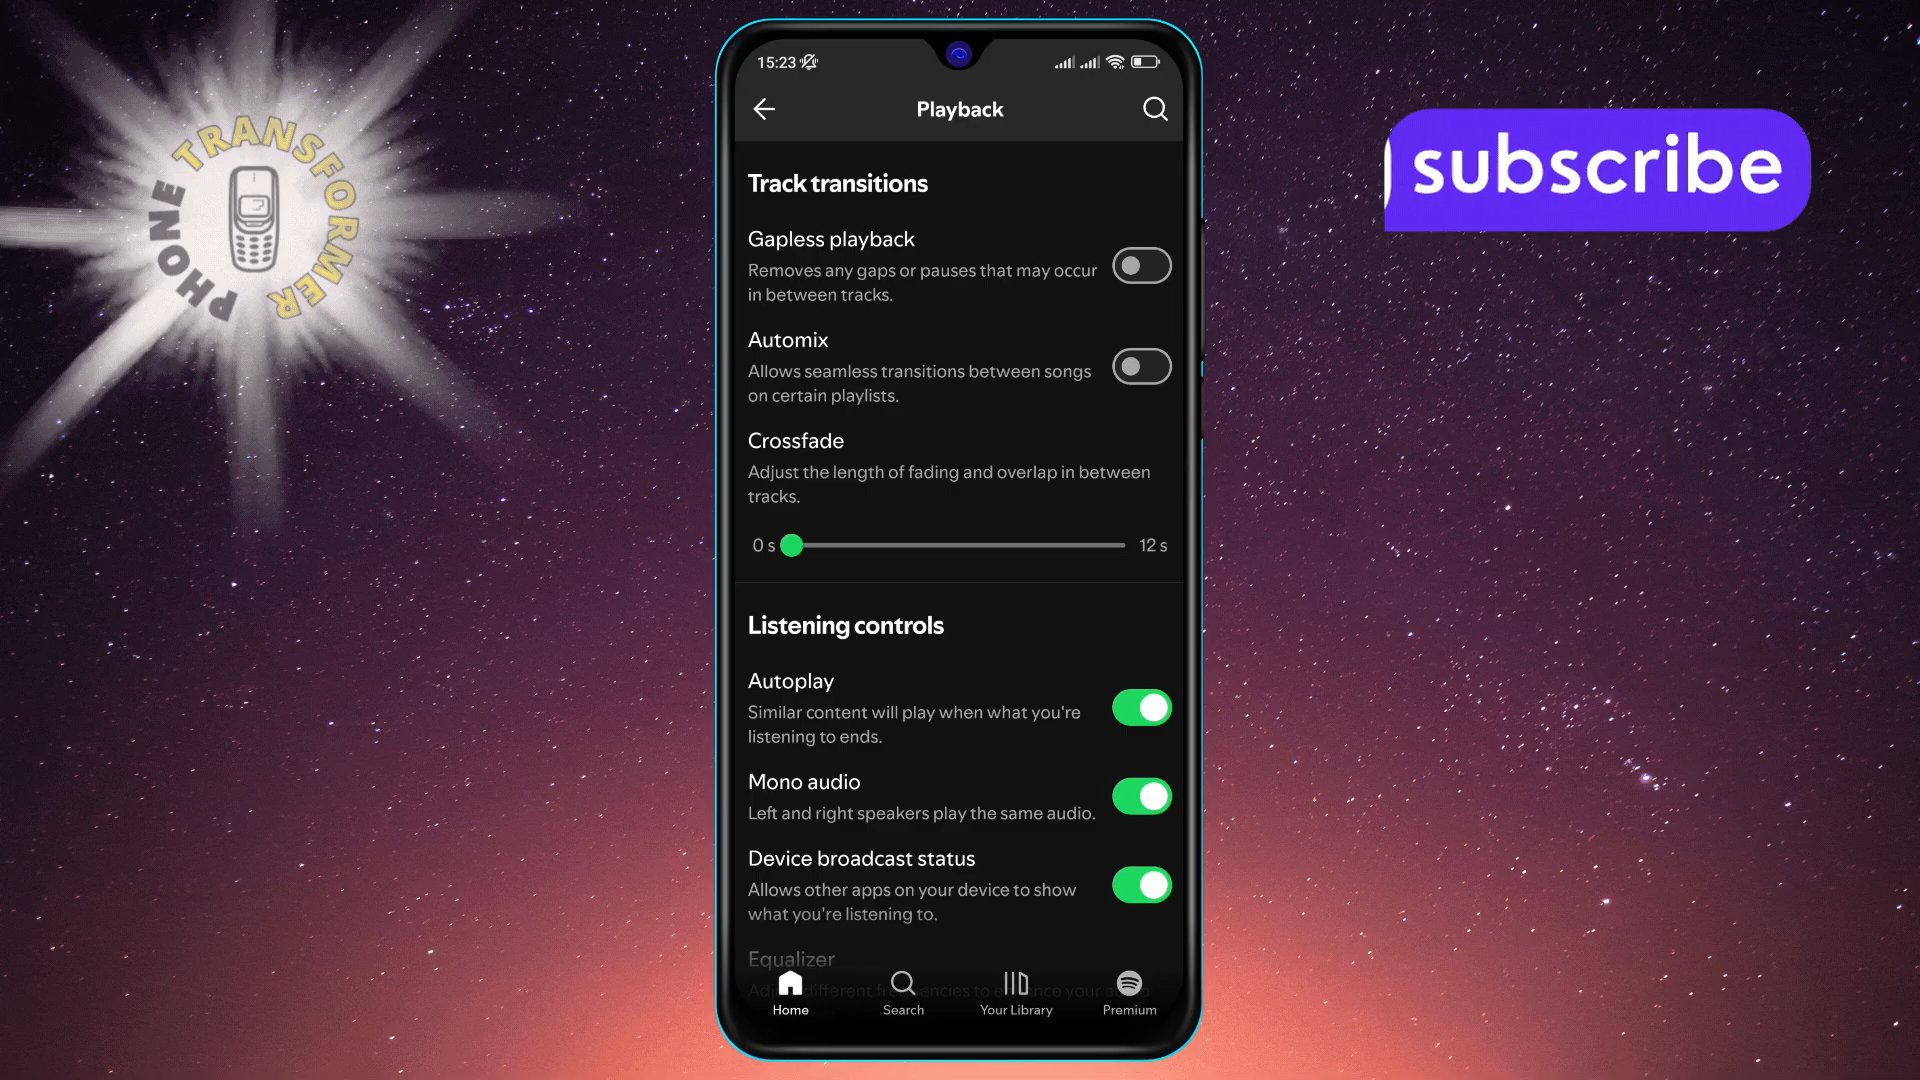 PHONE TRANSFORMER
subscribe
15:23
Playback
Track transitions
Gapless playback
Removes any gaps or pauses that may occur
in between tracks.
Automix
Allows seamless transitions between songs
on certain playlists.
Crossfade
Adjust the length of fading and overlap in between
tracks.
0 s
12 s
Listening controls
Autoplay
Similar content will play when what you're
listening to ends.
Mono audio
Left and right speakers play the same audio.
Device broadcast status
Allows other apps on your device to show
what you're listening to.
Equalizer
different frequencies to
Home
Search
Your Library
Premium